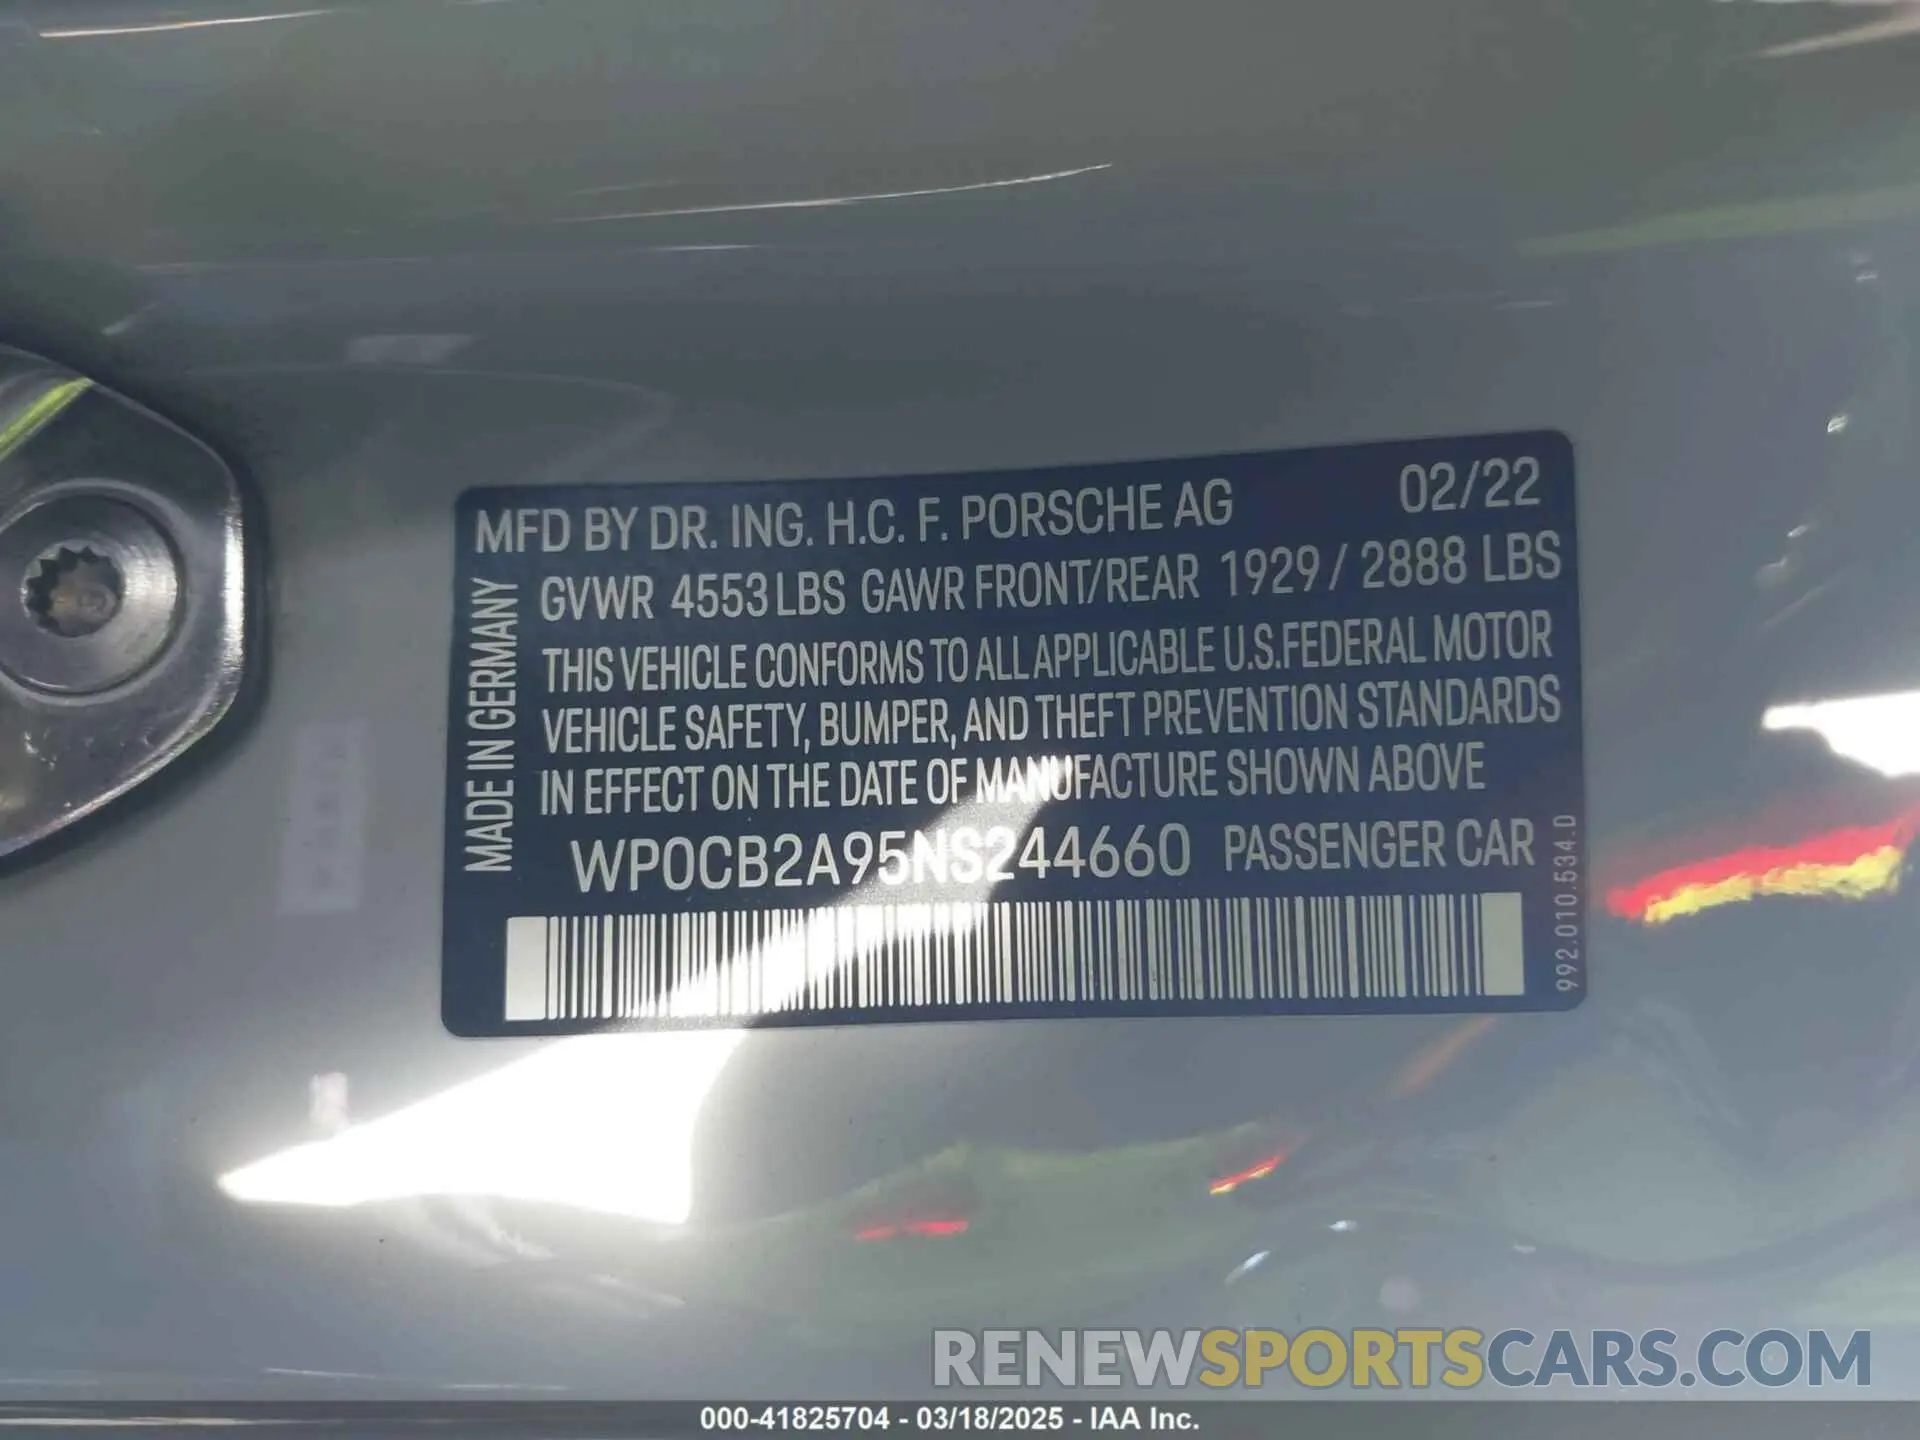 MFD BY DR. ING. H.C. F. PORSCHE AG 02/22
GVWR 4553 LBS GAWR FRONT/REAR 1929 / 2888 LBS
THIS VEHICLE CONFORMS TO ALL APPLICABLE U.S.FEDERAL MOTOR
VEHICLE SAFETY, BUMPER, AND THEFT PREVENTION STANDARDS
IN EFFECT ON THE DATE OF MANUFACTURE SHOWN ABOVE
WP0CB2A95NS244660 PASSENGER CAR
MADE IN GERMANY
992.010.534.D
RENEWSPORTSCARS.COM
000-41825704 - 03/18/2025 - IAA Inc.